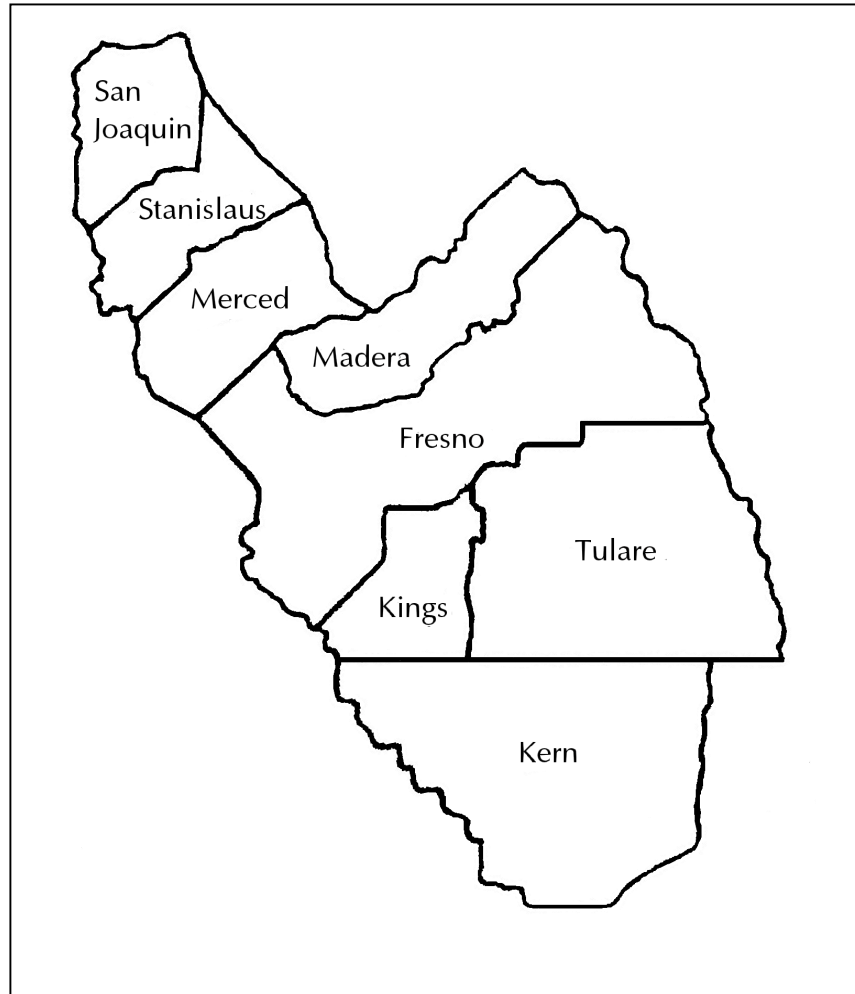 San
Joaquin
Stanislaus
Merced
Madera
Fresno
Tulare
Kings
Kern